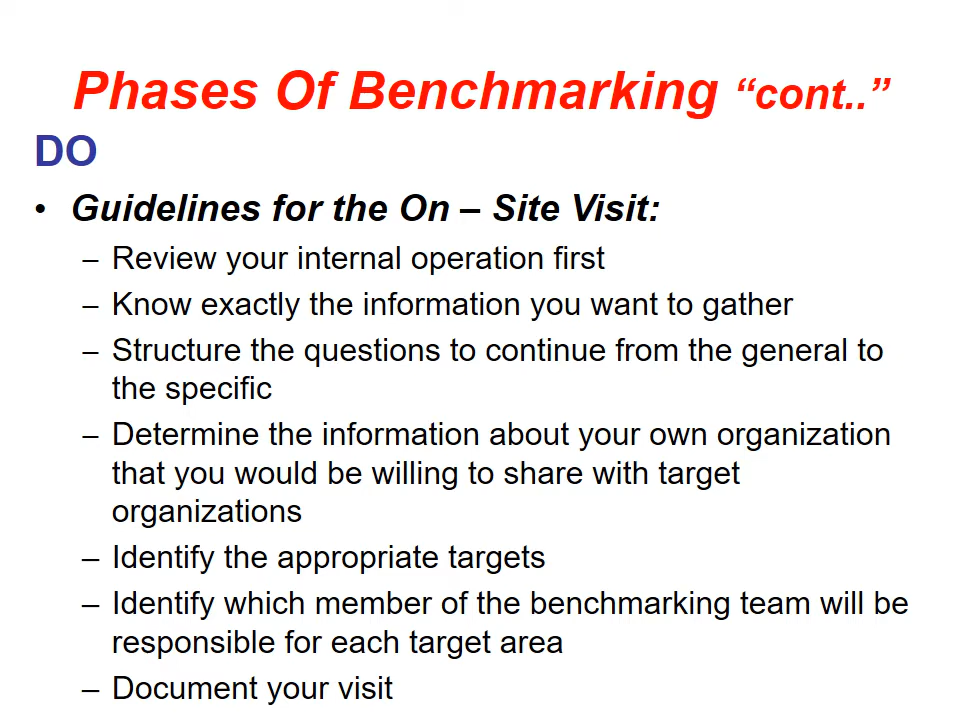 Phases Of Benchmarking “cont..”
DO
• Guidelines for the On – Site Visit:
– Review your internal operation first
– Know exactly the information you want to gather
– Structure the questions to continue from the general to
the specific
– Determine the information about your own organization
that you would be willing to share with target
organizations
– Identify the appropriate targets
– Identify which member of the benchmarking team will be
responsible for each target area
– Document your visit